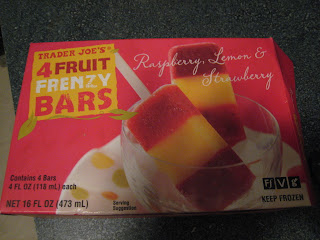 TRADER JOE'S®
4 FRUIT
FRENZY
BARS
Raspberry, Lemon &
Strawberry
Contains 4 Bars
4 FL OZ (118 mL) each
NET 16 FL OZ (473 mL)
Serving
Suggestion
F V K
KEEP FROZEN